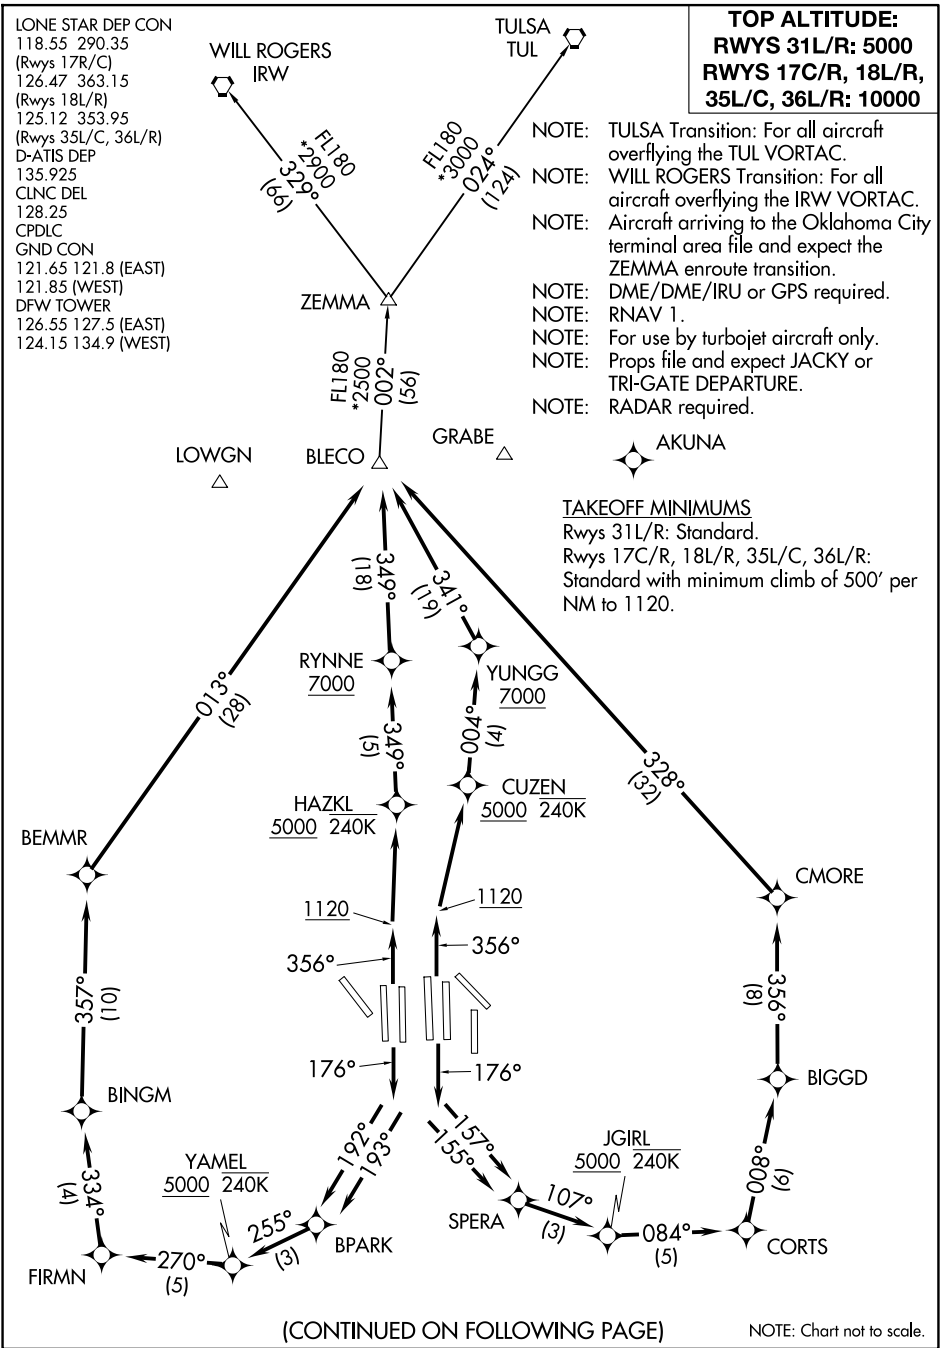 LONE STAR DEP CON
118.55 290.35
(Rwys 17R/C)
126.47 363.15
(Rwys 18L/R)
125.12 353.95
(Rwys 35L/C, 36L/R)
D-ATIS DEP
135.925
CLNC DEL
128.25
CPDLC
GND CON
121.65 121.8 (EAST)
121.85 (WEST)
DFW TOWER
126.55 127.5 (EAST)
124.15 134.9 (WEST)
WILL ROGERS
IRW
TULSA
TUL
TOP ALTITUDE:
RWYS 31L/R: 5000
RWYS 17C/R, 18L/R,
35L/C, 36L/R: 10000
NOTE: TULSA Transition: For all aircraft
overflying the TUL VORTAC.
NOTE: WILL ROGERS Transition: For all
aircraft overflying the IRW VORTAC.
NOTE: Aircraft arriving to the Oklahoma City
terminal area file and expect the
ZEMMA enroute transition.
NOTE: DME/DME/IRU or GPS required.
NOTE: RNAV 1.
NOTE: For use by turbojet aircraft only.
NOTE: Props file and expect JACKY or
TRI-GATE DEPARTURE.
NOTE: RADAR required.
FL180
*2900
329°
(66)
FL180
*3000
024°
(124)
ZEMMA
FL180
*2500
002°
(56)
LOWGN
BLECO
GRABE
AKUNA
TAKEOFF MINIMUMS
Rwys 31L/R: Standard.
Rwys 17C/R, 18L/R, 35L/C, 36L/R:
Standard with minimum climb of 500' per
NM to 1120.
349°
(18)
341°
(19)
RYNNE
7000
YUNGG
7000
013°
(28)
349°
(5)
004°
(4)
328°
(32)
HAZKL
5000 240K
CUZEN
5000 240K
BEMMR
CMORE
1120
1120
356°
356°
357°
(10)
356°
(8)
176°
176°
BINGM
BIGGD
192°
193°
157°
155°
YAMEL
5000 240K
JGIRL
5000 240K
334°
(4)
008°
(6)
255°
(3)
BPARK
SPERA
107°
(3)
084°
(5)
CORTS
FIRMN
270°
(5)
(CONTINUED ON FOLLOWING PAGE)
NOTE: Chart not to scale.